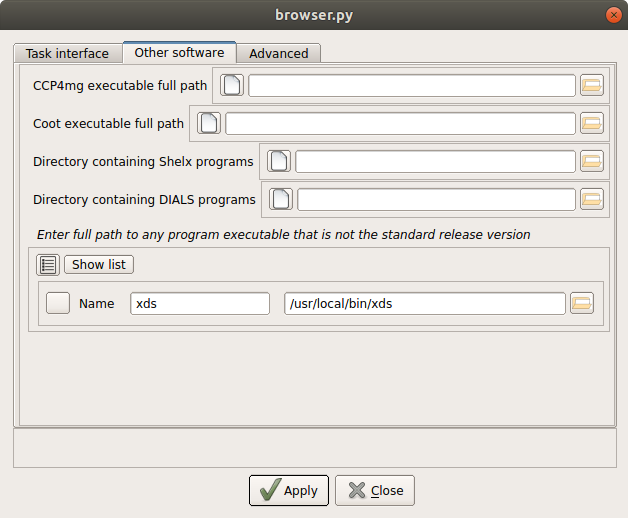 browser.py
Task interface Other software Advanced
CCP4mg executable full path
Coot executable full path
Directory containing Shelx programs
Directory containing DIALS programs
Enter full path to any program executable that is not the standard release version
Show list
Name xds /usr/local/bin/xds
Apply Close